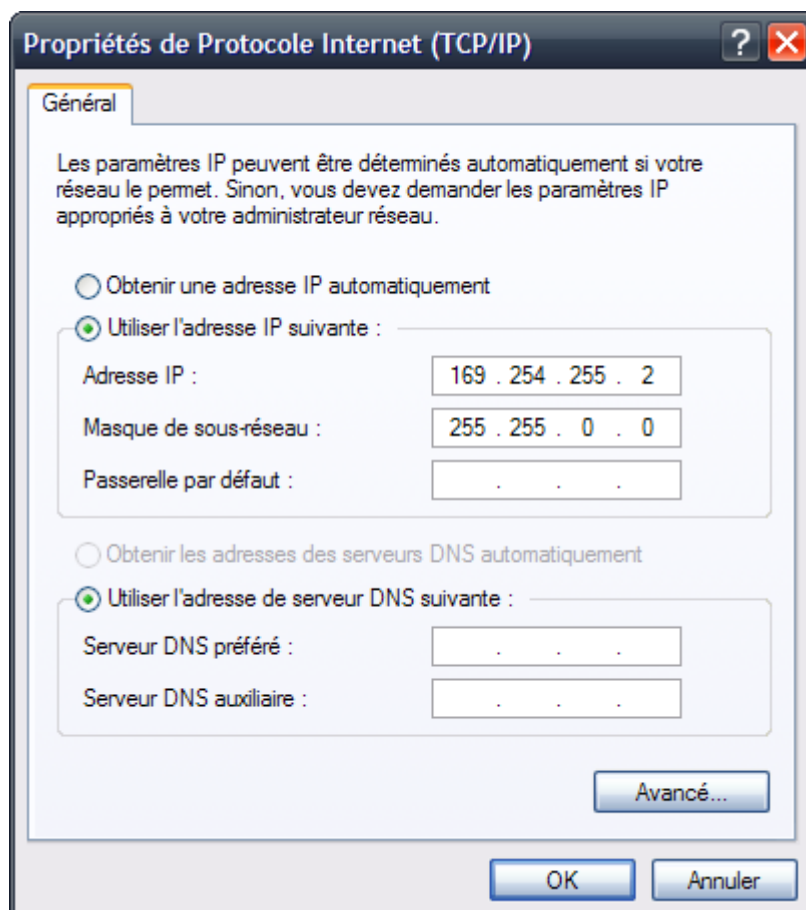 Propriétés de Protocole Internet (TCP/IP)
?
Général
Les paramètres IP peuvent être déterminés automatiquement si votre
réseau le permet. Sinon, vous devez demander les paramètres IP
appropriés à votre administrateur réseau.
Obtenir une adresse IP automatiquement
Utiliser l'adresse IP suivante :
Adresse IP : 169 . 254 . 255 . 2
Masque de sous-réseau : 255 . 255 . 0 . 0
Passerelle par défaut : . . .
Obtenir les adresses des serveurs DNS automatiquement
Utiliser l'adresse de serveur DNS suivante :
Serveur DNS préféré : . . .
Serveur DNS auxiliaire : . . .
Avancé...
OK Annuler